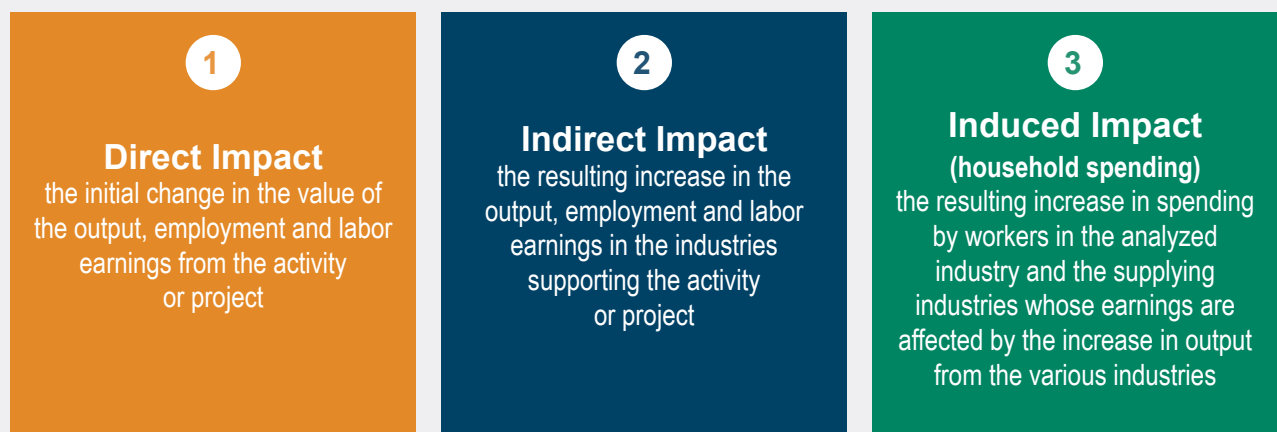 1
Direct Impact
the initial change in the value of
the output, employment and labor
earnings from the activity
or project
2
Indirect Impact
the resulting increase in the
output, employment and labor
earnings in the industries
supporting the activity
or project
3
Induced Impact
(household spending)
the resulting increase in spending
by workers in the analyzed
industry and the supplying
industries whose earnings are
affected by the increase in output
from the various industries